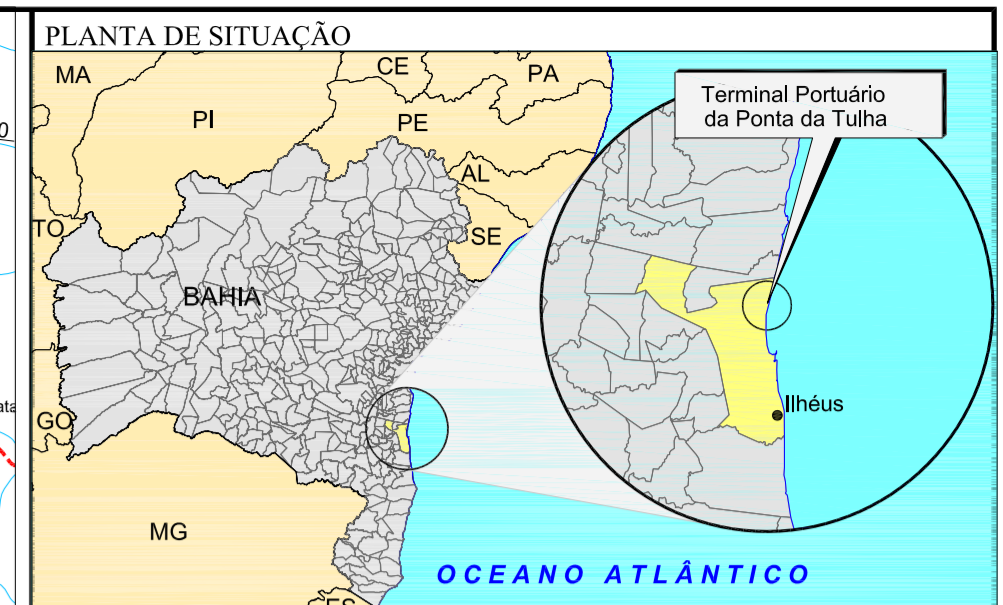 PLANTA DE SITUAÇÃO
MA
CE
PA
PI
PE
Terminal Portuário
da Ponta da Tulha
AL
TO
SE
BAHIA
Ilhéus
GO
MG
OCEANO ATLÂNTICO
ES